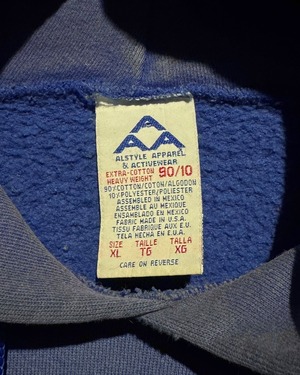 A
A A
ALSTYLE APPAREL
& ACTIVEWEAR
EXTRA-COTTON 90/10
HEAVY WEIGHT
90% COTTON/COTON/ALGODON
10% POLYESTER/POLIESTER
ASSEMBLED IN MEXICO
ASSEMBLE AU MEXIQUE
ENSAMBLADO EN MEXICO
FABRIC MADE IN U.S.A.
TISSU FABRIQUE AUX E.U.
TELA HECHA EN E.U.A.
SIZE TAILLE TALLA
XL TG XG
CARE ON REVERSE